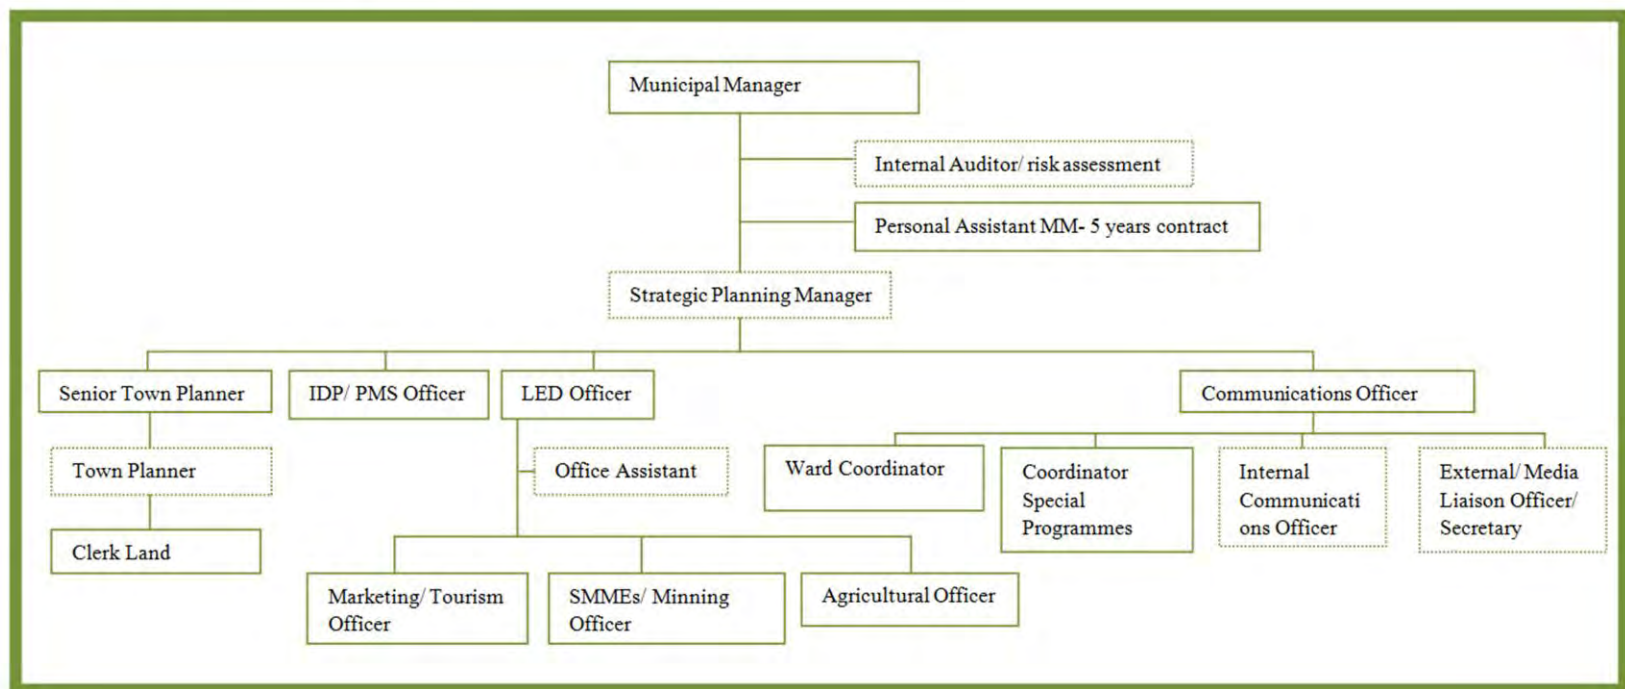 Municipal Manager
Internal Auditor/ risk assessment
Personal Assistant MM- 5 years contract
Strategic Planning Manager
Senior Town Planner
IDP/ PMS Officer
LED Officer
Communications Officer
Town Planner
Office Assistant
Ward Coordinator
Coordinator
Special
Programmes
Internal
Communicati
ons Officer
External/ Media
Liaison Officer/
Secretary
Clerk Land
Marketing/ Tourism
Officer
SMMEs/ Minning
Officer
Agricultural Officer